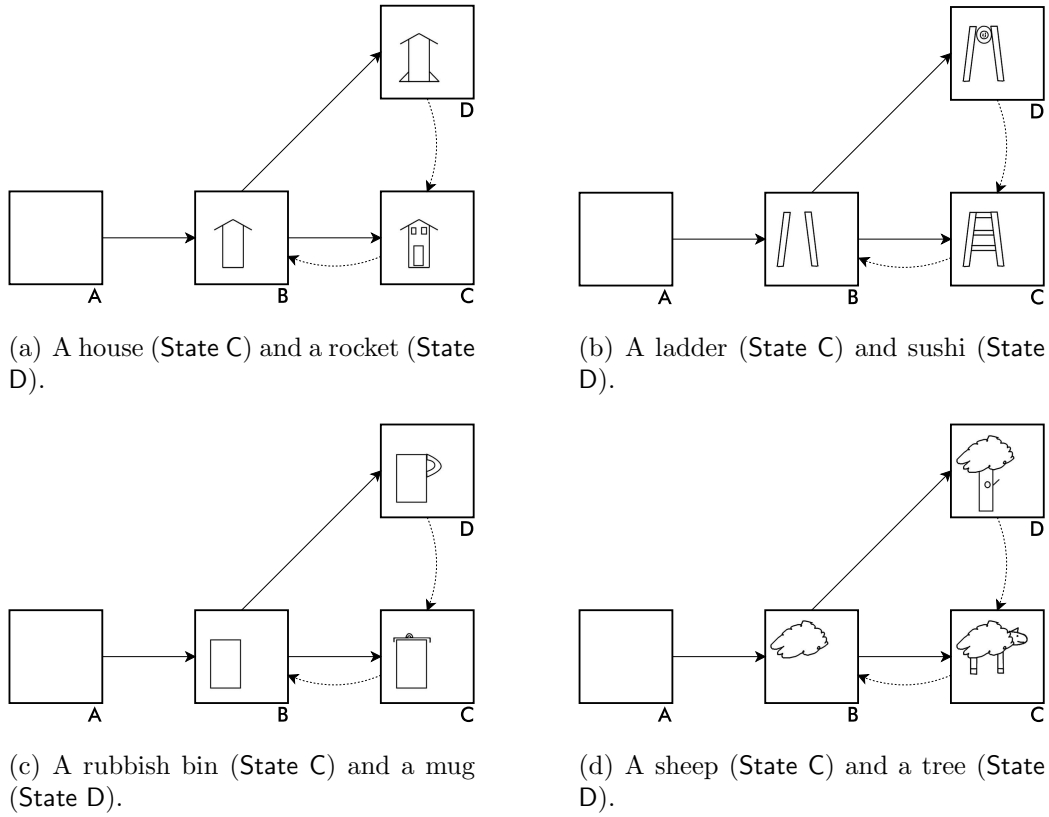 D
A
B
C
(a) A house (State C) and a rocket (State
D).
D
A
B
C
(b) A ladder (State C) and sushi (State
D).
D
A
B
C
(c) A rubbish bin (State C) and a mug
(State D).
D
A
B
C
(d) A sheep (State C) and a tree (State
D).